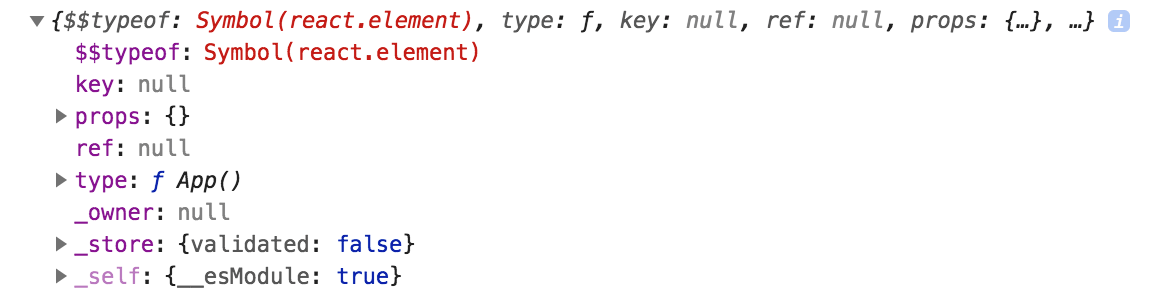 ▼{$$typeof: Symbol(react.element), type: ƒ, key: null, ref: null, props: {…}, …} i
$$typeof: Symbol(react.element)
key: null
▶props: {}
ref: null
▶type: ƒ App()
_owner: null
▶_store: {validated: false}
▶_self: {__esModule: true}